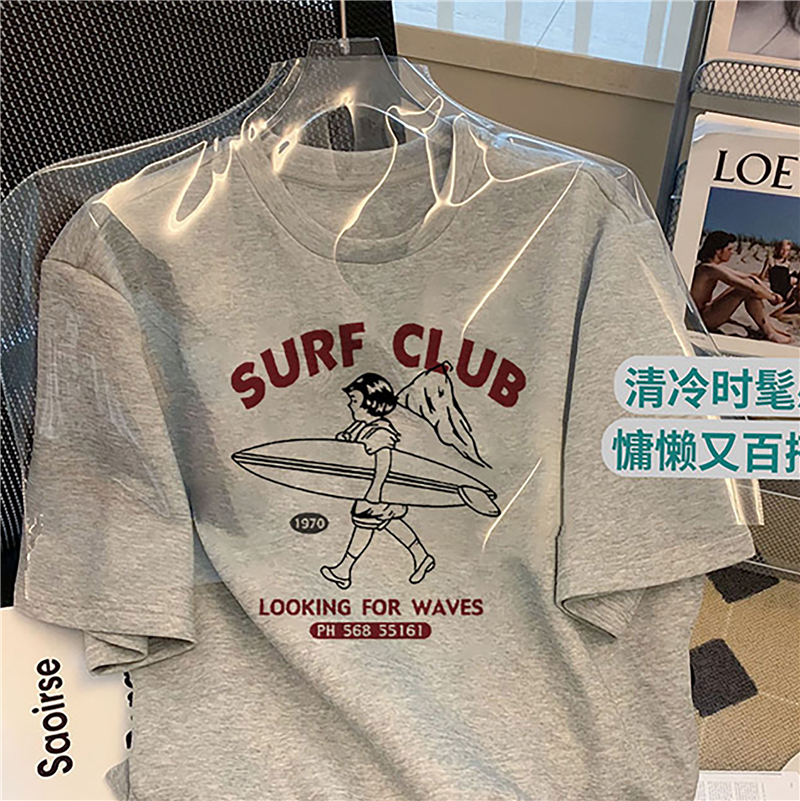 SURF CLUB
1970
LOOKING FOR WAVES
PH 568 55161
LOE
清冷时髦
慵懒又百搭
Saoirse